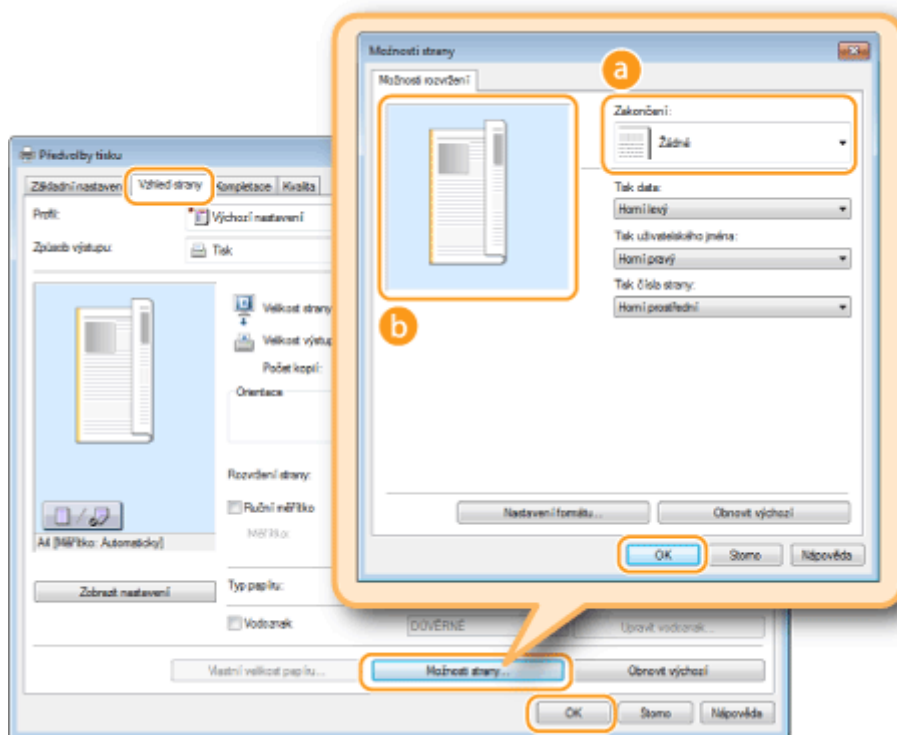 Možnosti strany
Možnosti rozvržení
a
Zakončení:
Žádné
Tisk data:
Horní levý
Tisk uživatelského jména:
Horní pravý
Tisk čísla strany:
Horní prostřední
b
Nastavení formátu...
Obnovit výchozí
OK
Storno
Nápověda
Předvolby tisku
Základní nastaven
Vzhled strany
Kompletace
Kvalita
Profil:
Výchozí nastavení
Způsob výstupu:
Tisk
Velikost strany
Velikost výstup
Počet kopií:
Orientace
Rozvržení strany:
Ruční měřítko
Měřítko:
A4 [Měřítko: Automaticky]
Zobrazit nastavení
Typ papíru:
Vodoznak
DŮVĚRNÉ
Upravit vodoznak...
Vlastní velikost papíru...
Možnosti strany...
Obnovit výchozí
OK
Storno
Nápověda